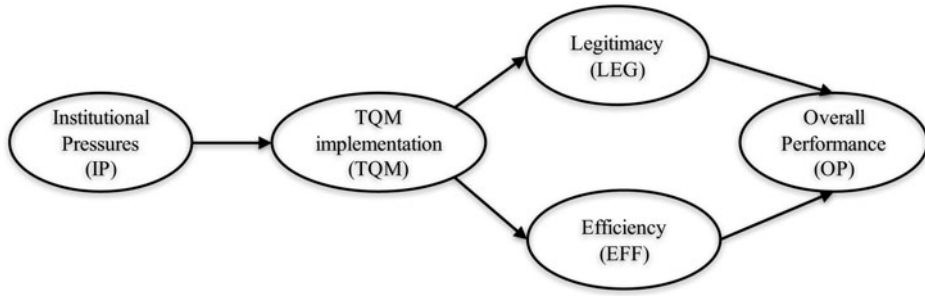 Institutional
Pressures
(IP)
TQM
implementation
(TQM)
Legitimacy
(LEG)
Efficiency
(EFF)
Overall
Performance
(OP)